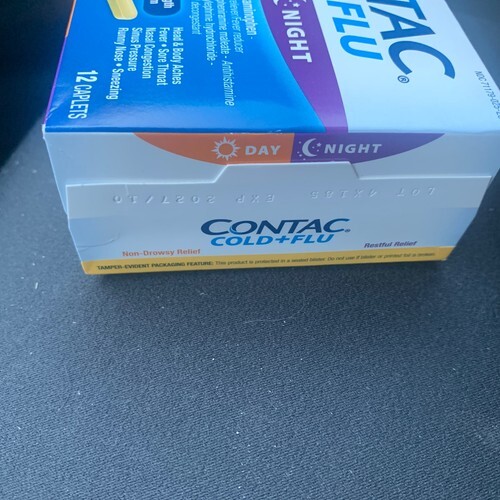 CONTAC®
FLU
NIGHT
Antihistamine
12 CAPLETS
Head & Body Aches
Fever • Sore Throat
Nasal Congestion
Sinus Pressure
Runny Nose • Sneezing
DAY NIGHT
EXP 2027/10
CONTAC®
COLD+FLU
Non-Drowsy Relief
Restful Relief
TAMPER-EVIDENT PACKAGING FEATURE: This product is protected in a sealed blister. Do not use if blister or printed foil is broken.